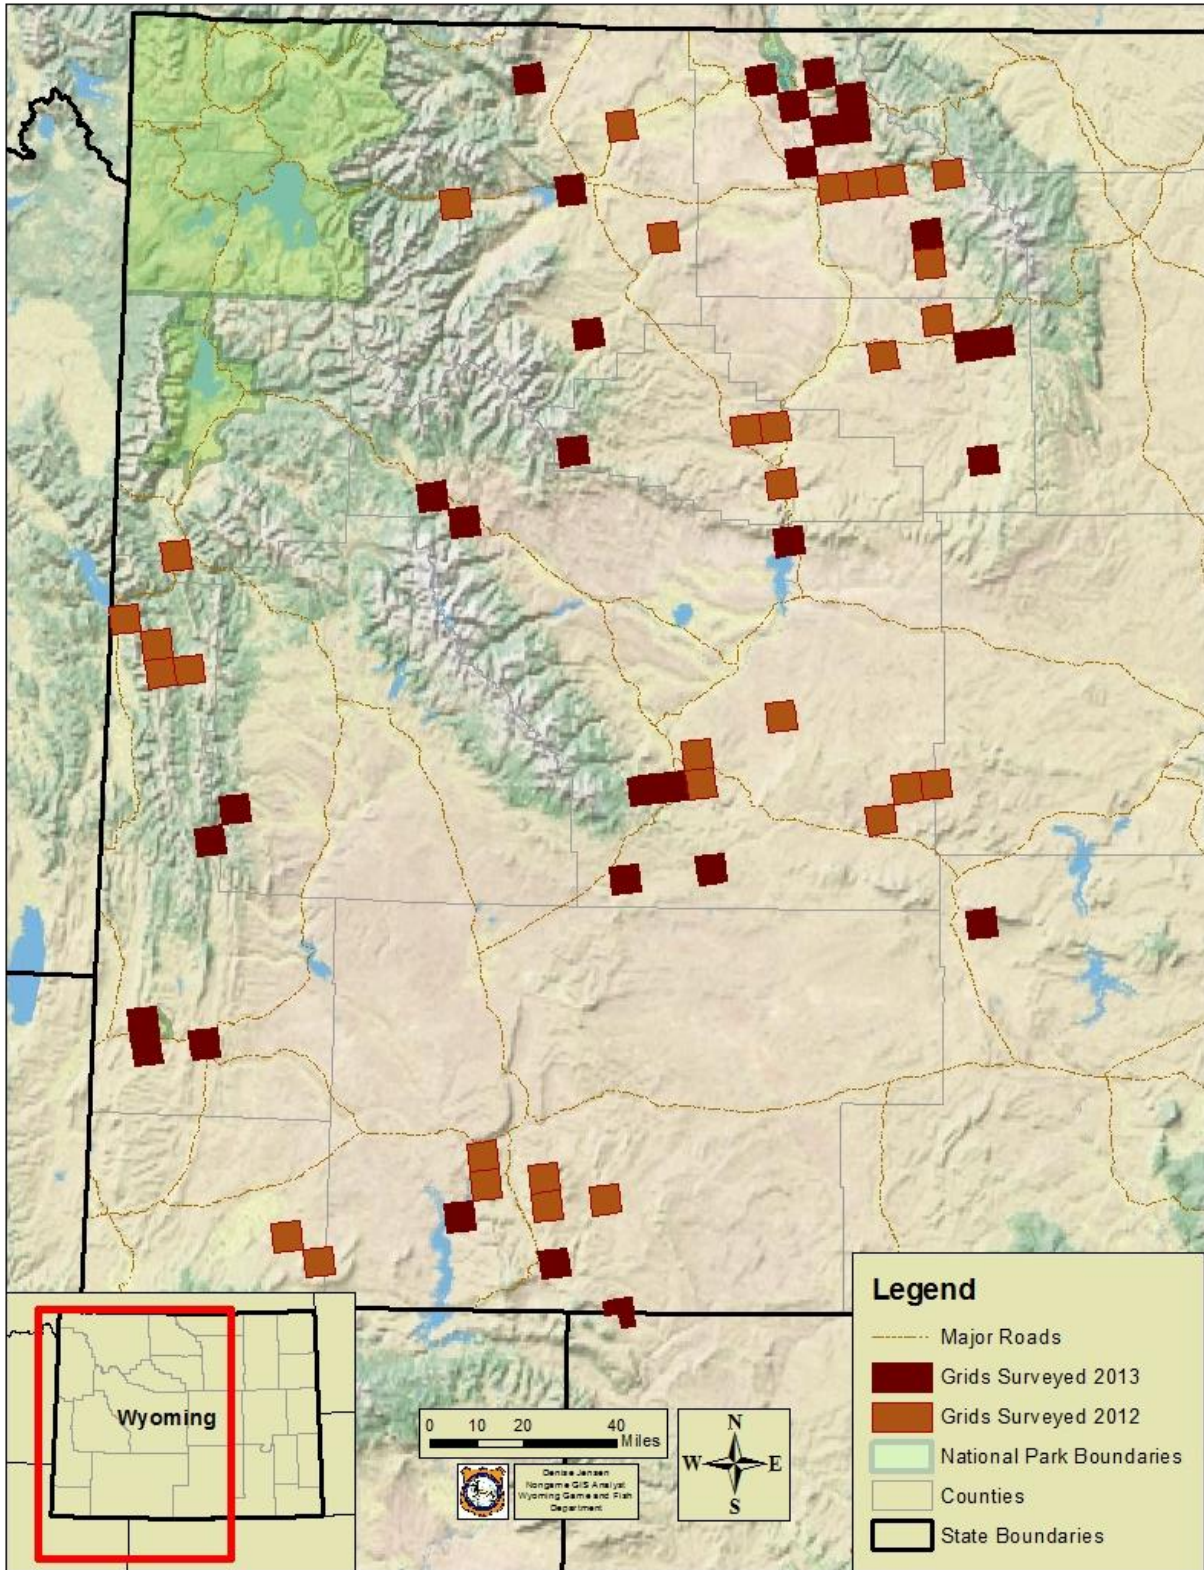 Wyoming
0 10 20 40
Miles
Denise Jensen
Nongame GIS Analyst
Wyoming Game and Fish
Department
N
W E
S
Legend
Major Roads
Grids Surveyed 2013
Grids Surveyed 2012
National Park Boundaries
Counties
State Boundaries